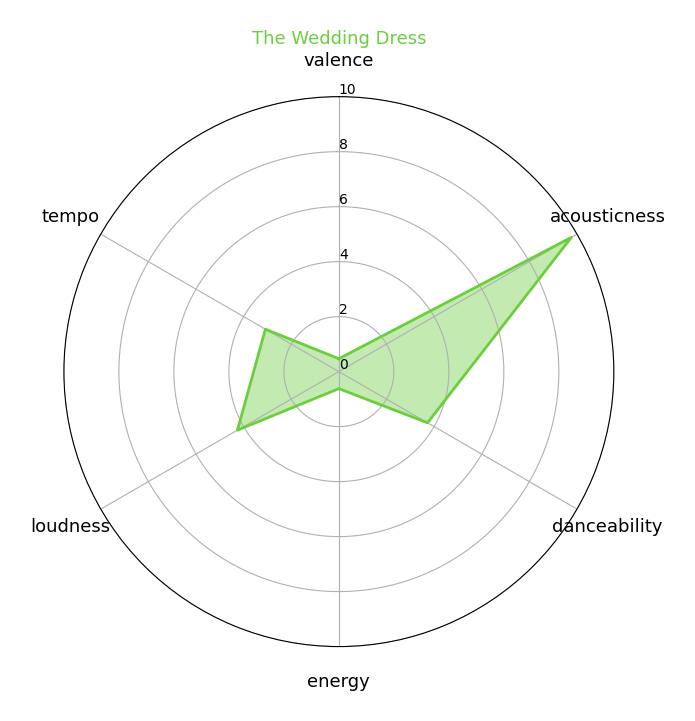 The Wedding Dress
valence
10
8
6
4
2
0
tempo
acousticness
loudness
danceability
energy